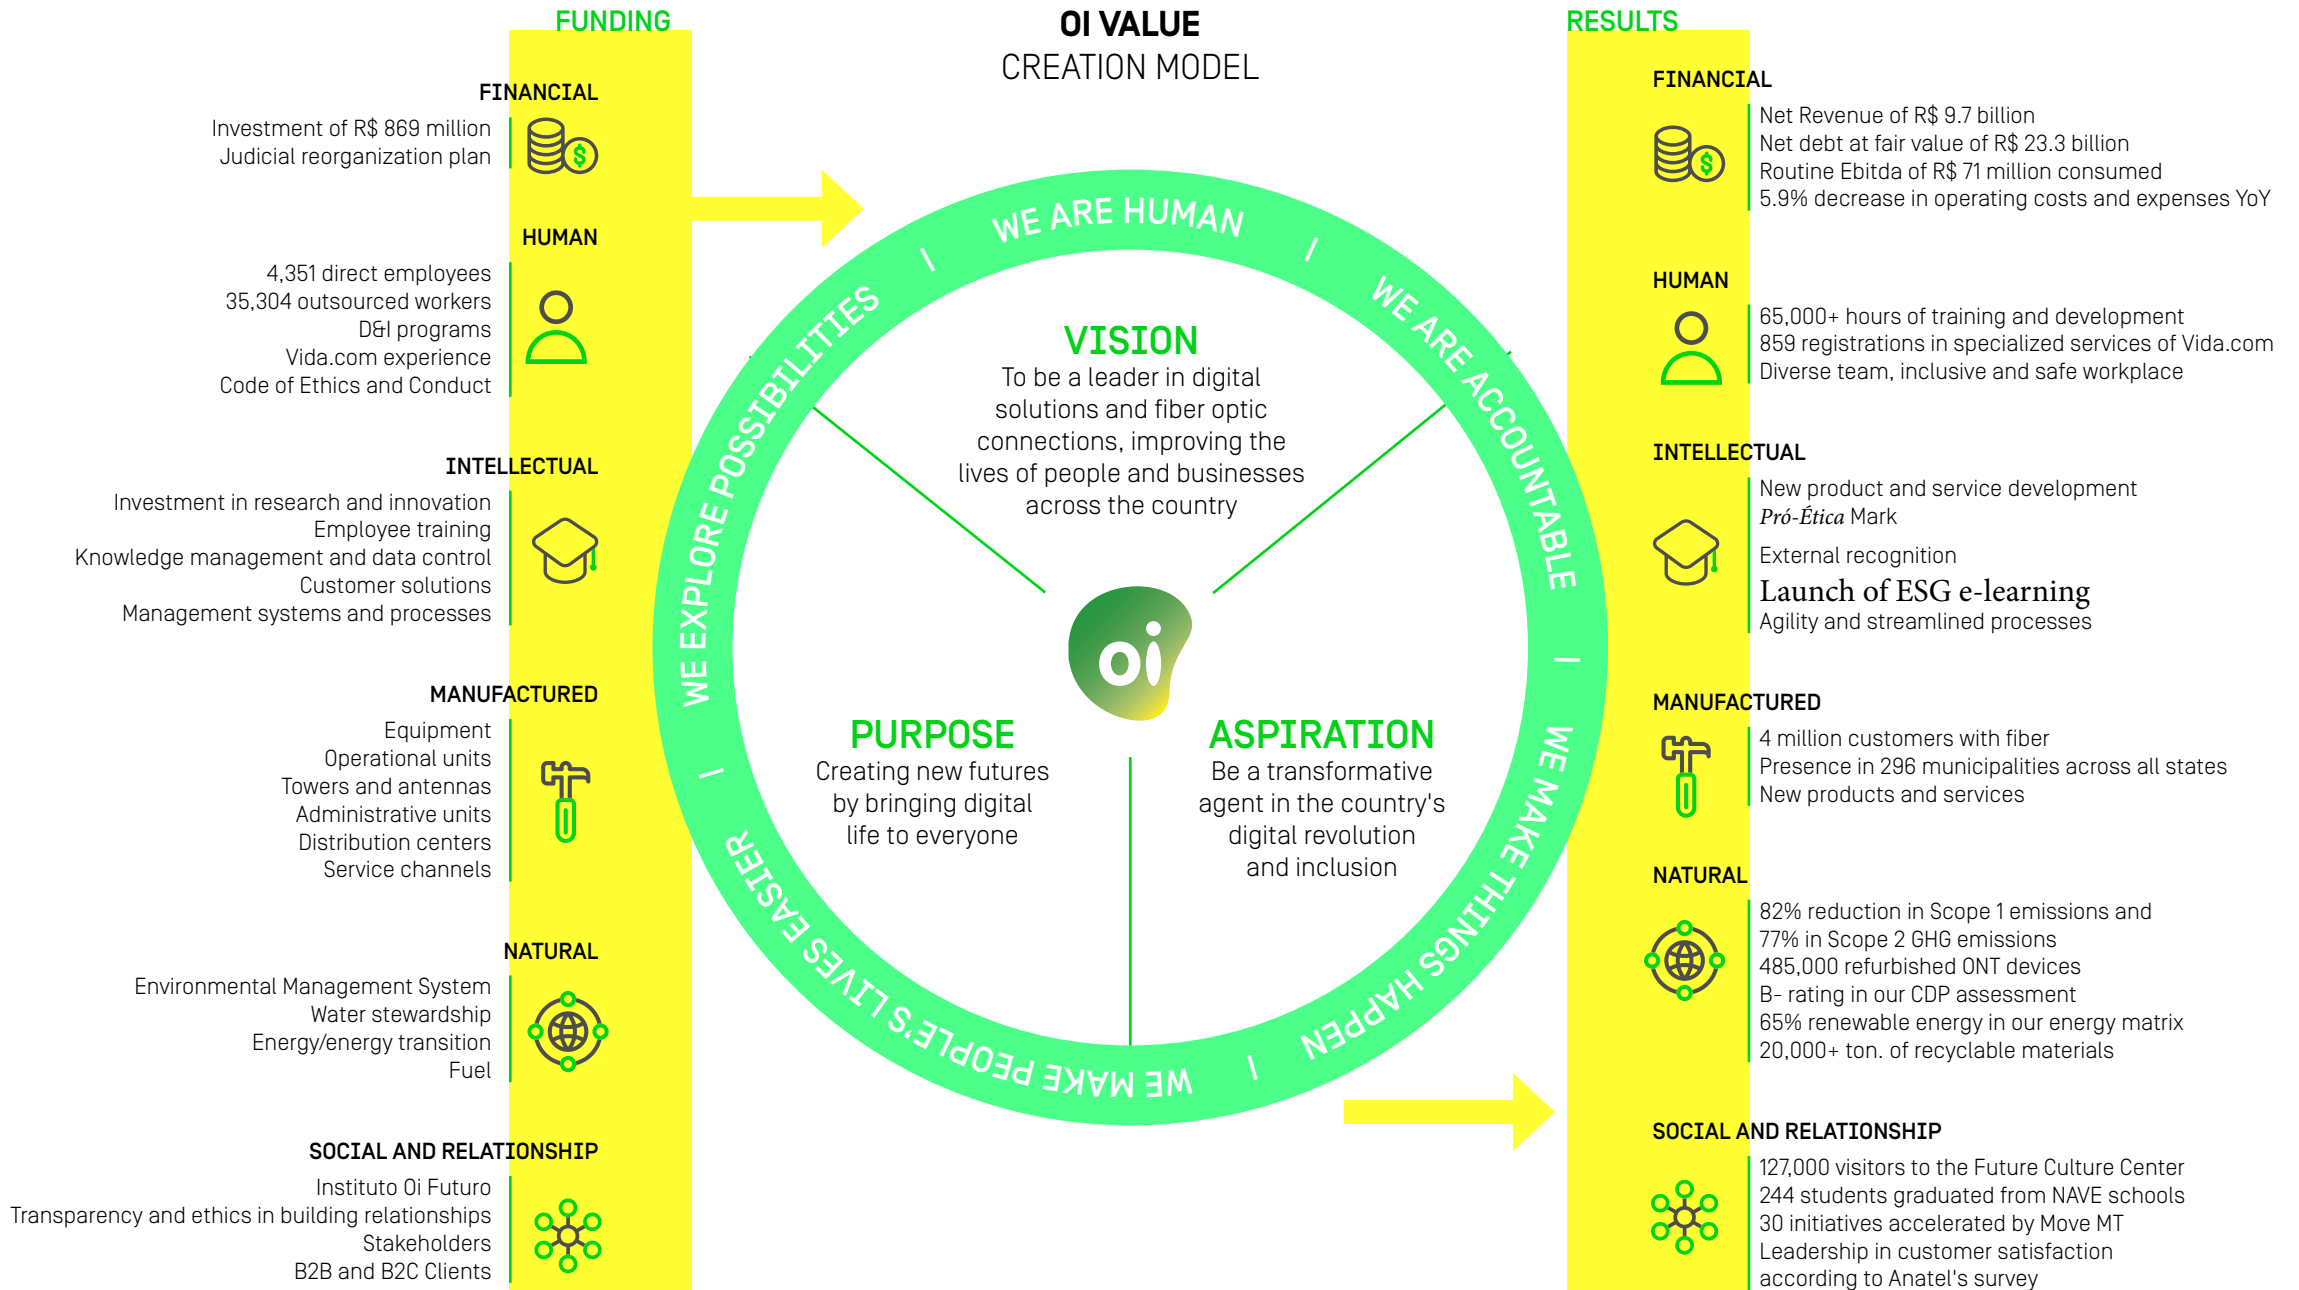 OI VALUE
CREATION MODEL
FUNDING
FINANCIAL
Investment of R$ 869 million
Judicial reorganization plan
HUMAN
4,351 direct employees
35,304 outsourced workers
D&I programs
Vida.com experience
Code of Ethics and Conduct
INTELLECTUAL
Investment in research and innovation
Employee training
Knowledge management and data control
Customer solutions
Management systems and processes
MANUFACTURED
Equipment
Operational units
Towers and antennas
Administrative units
Distribution centers
Service channels
NATURAL
Environmental Management System
Water stewardship
Energy/energy transition
Fuel
SOCIAL AND RELATIONSHIP
Instituto Oi Futuro
Transparency and ethics in building relationships
Stakeholders
B2B and B2C Clients
WE ARE HUMAN
WE ARE ACCOUNTABLE
WE MAKE THINGS HAPPEN
WE MAKE PEOPLE'S LIVES EASIER
WE EXPLORE POSSIBILITIES
VISION
To be a leader in digital
solutions and fiber optic
connections, improving the
lives of people and businesses
across the country
oi
PURPOSE
Creating new futures
by bringing digital
life to everyone
ASPIRATION
Be a transformative
agent in the country's
digital revolution
and inclusion
RESULTS
FINANCIAL
Net Revenue of R$ 9.7 billion
Net debt at fair value of R$ 23.3 billion
Routine Ebitda of R$ 71 million consumed
5.9% decrease in operating costs and expenses YoY
HUMAN
65,000+ hours of training and development
859 registrations in specialized services of Vida.com
Diverse team, inclusive and safe workplace
INTELLECTUAL
New product and service development
Pró-Ética Mark
External recognition
Launch of ESG e-learning
Agility and streamlined processes
MANUFACTURED
4 million customers with fiber
Presence in 296 municipalities across all states
New products and services
NATURAL
82% reduction in Scope 1 emissions and
77% in Scope 2 GHG emissions
485,000 refurbished ONT devices
B- rating in our CDP assessment
65% renewable energy in our energy matrix
20,000+ ton. of recyclable materials
SOCIAL AND RELATIONSHIP
127,000 visitors to the Future Culture Center
244 students graduated from NAVE schools
30 initiatives accelerated by Move MT
Leadership in customer satisfaction
according to Anatel's survey